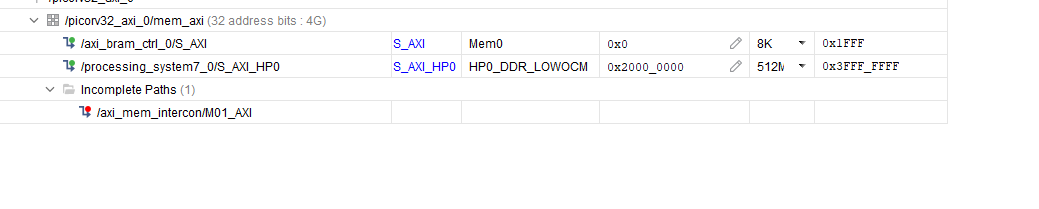 /picorv32_axi_0/mem_axi (32 address bits : 4G)
/axi_bram_ctrl_0/S_AXI S_AXI Mem0 0x0 8K 0x1FFF
/processing_system7_0/S_AXI_HP0 S_AXI_HP0 HP0_DDR_LOWOCM 0x2000_0000 512M 0x3FFF_FFFF
Incomplete Paths (1)
/axi_mem_intercon/M01_AXI